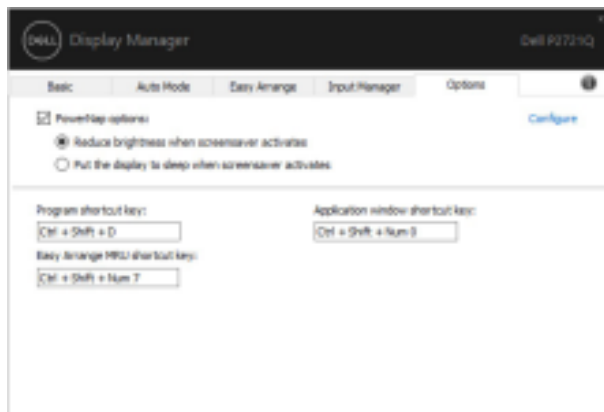 DELL Display Manager
Dell P2721Q
Basic Auto Mode Easy Arrange Input Manager Options
PowerNap options:
Configure
Reduce brightness when screensaver activates
Put the display to sleep when screensaver activates
Program shortcut key:
Application window shortcut key:
Ctrl + Shift + D
Ctrl + Shift + Num 0
Easy Arrange MRU shortcut key:
Ctrl + Shift + Num 7